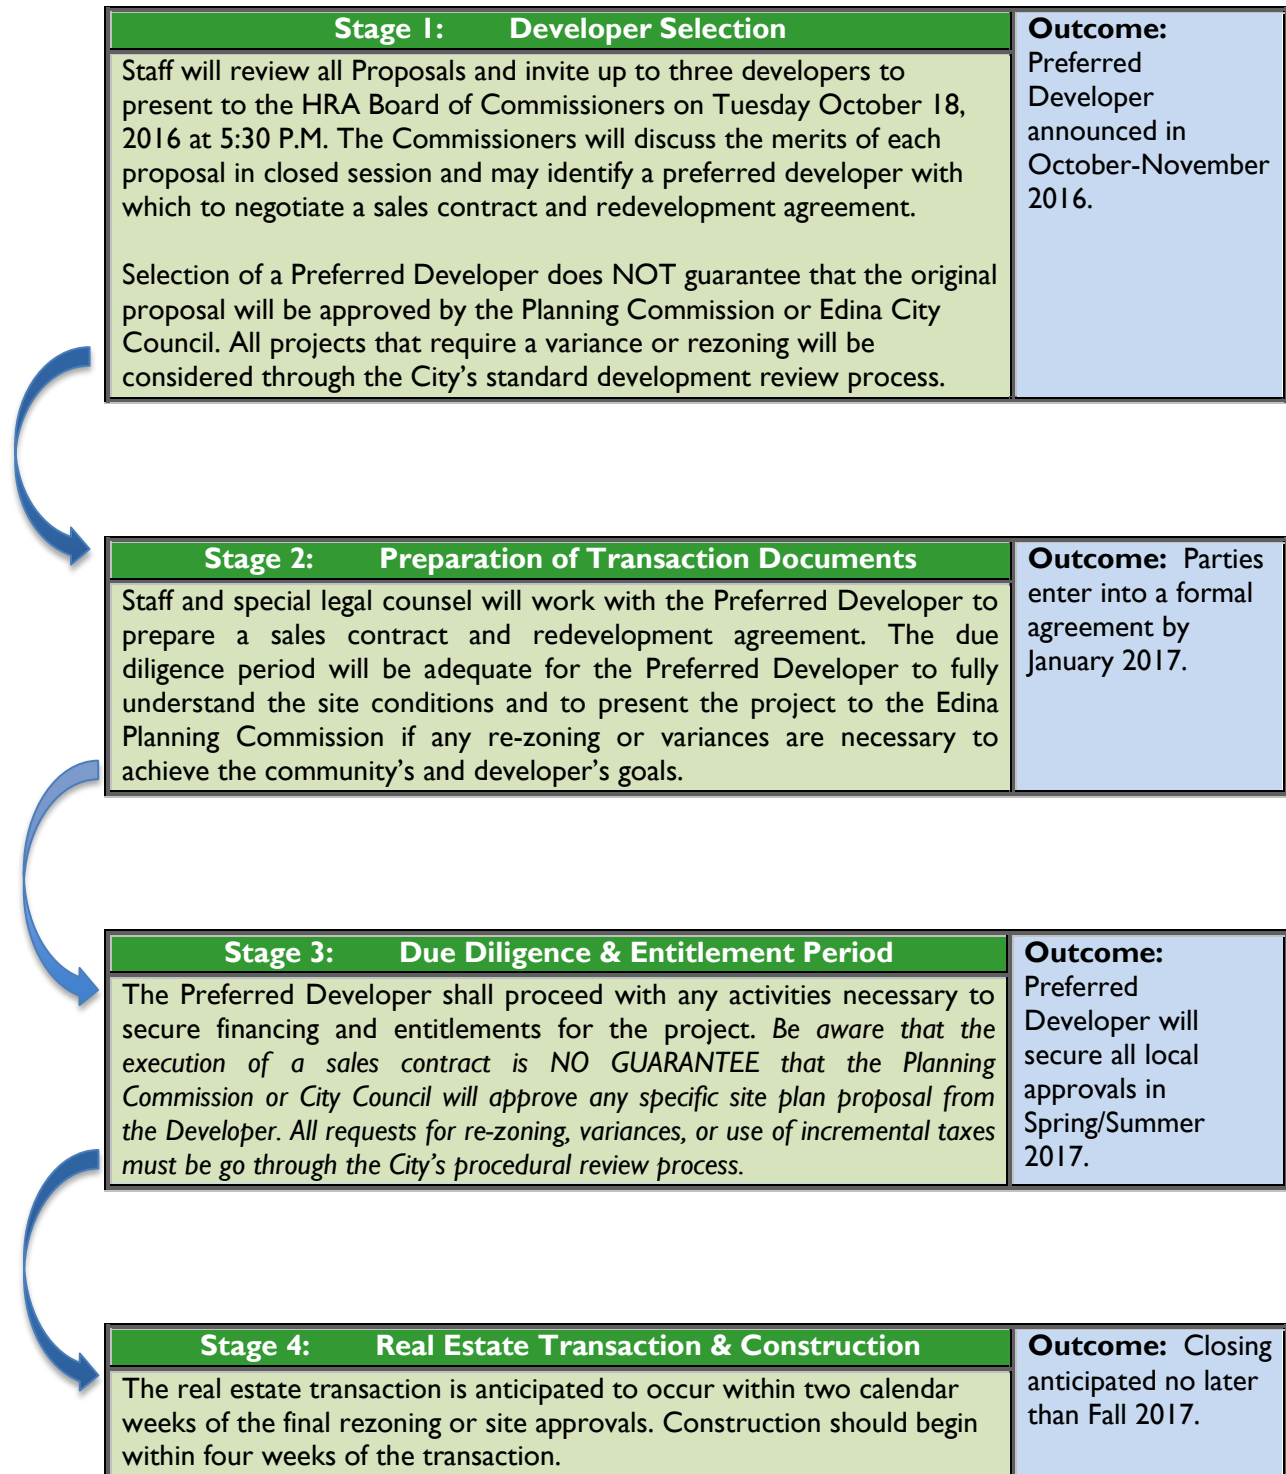 Stage 1: Developer Selection
Staff will review all Proposals and invite up to three developers to
present to the HRA Board of Commissioners on Tuesday October 18,
2016 at 5:30 P.M. The Commissioners will discuss the merits of each
proposal in closed session and may identify a preferred developer with
which to negotiate a sales contract and redevelopment agreement.
Selection of a Preferred Developer does NOT guarantee that the original
proposal will be approved by the Planning Commission or Edina City
Council. All projects that require a variance or rezoning will be
considered through the City's standard development review process.
Outcome:
Preferred
Developer
announced in
October-November
2016.
Stage 2: Preparation of Transaction Documents
Staff and special legal counsel will work with the Preferred Developer to
prepare a sales contract and redevelopment agreement. The due
diligence period will be adequate for the Preferred Developer to fully
understand the site conditions and to present the project to the Edina
Planning Commission if any re-zoning or variances are necessary to
achieve the community's and developer's goals.
Outcome: Parties
enter into a formal
agreement by
January 2017.
Stage 3: Due Diligence & Entitlement Period
The Preferred Developer shall proceed with any activities necessary to
secure financing and entitlements for the project. Be aware that the
execution of a sales contract is NO GUARANTEE that the Planning
Commission or City Council will approve any specific site plan proposal from
the Developer. All requests for re-zoning, variances, or use of incremental taxes
must be go through the City's procedural review process.
Outcome:
Preferred
Developer will
secure all local
approvals in
Spring/Summer
2017.
Stage 4: Real Estate Transaction & Construction
The real estate transaction is anticipated to occur within two calendar
weeks of the final rezoning or site approvals. Construction should begin
within four weeks of the transaction.
Outcome: Closing
anticipated no later
than Fall 2017.